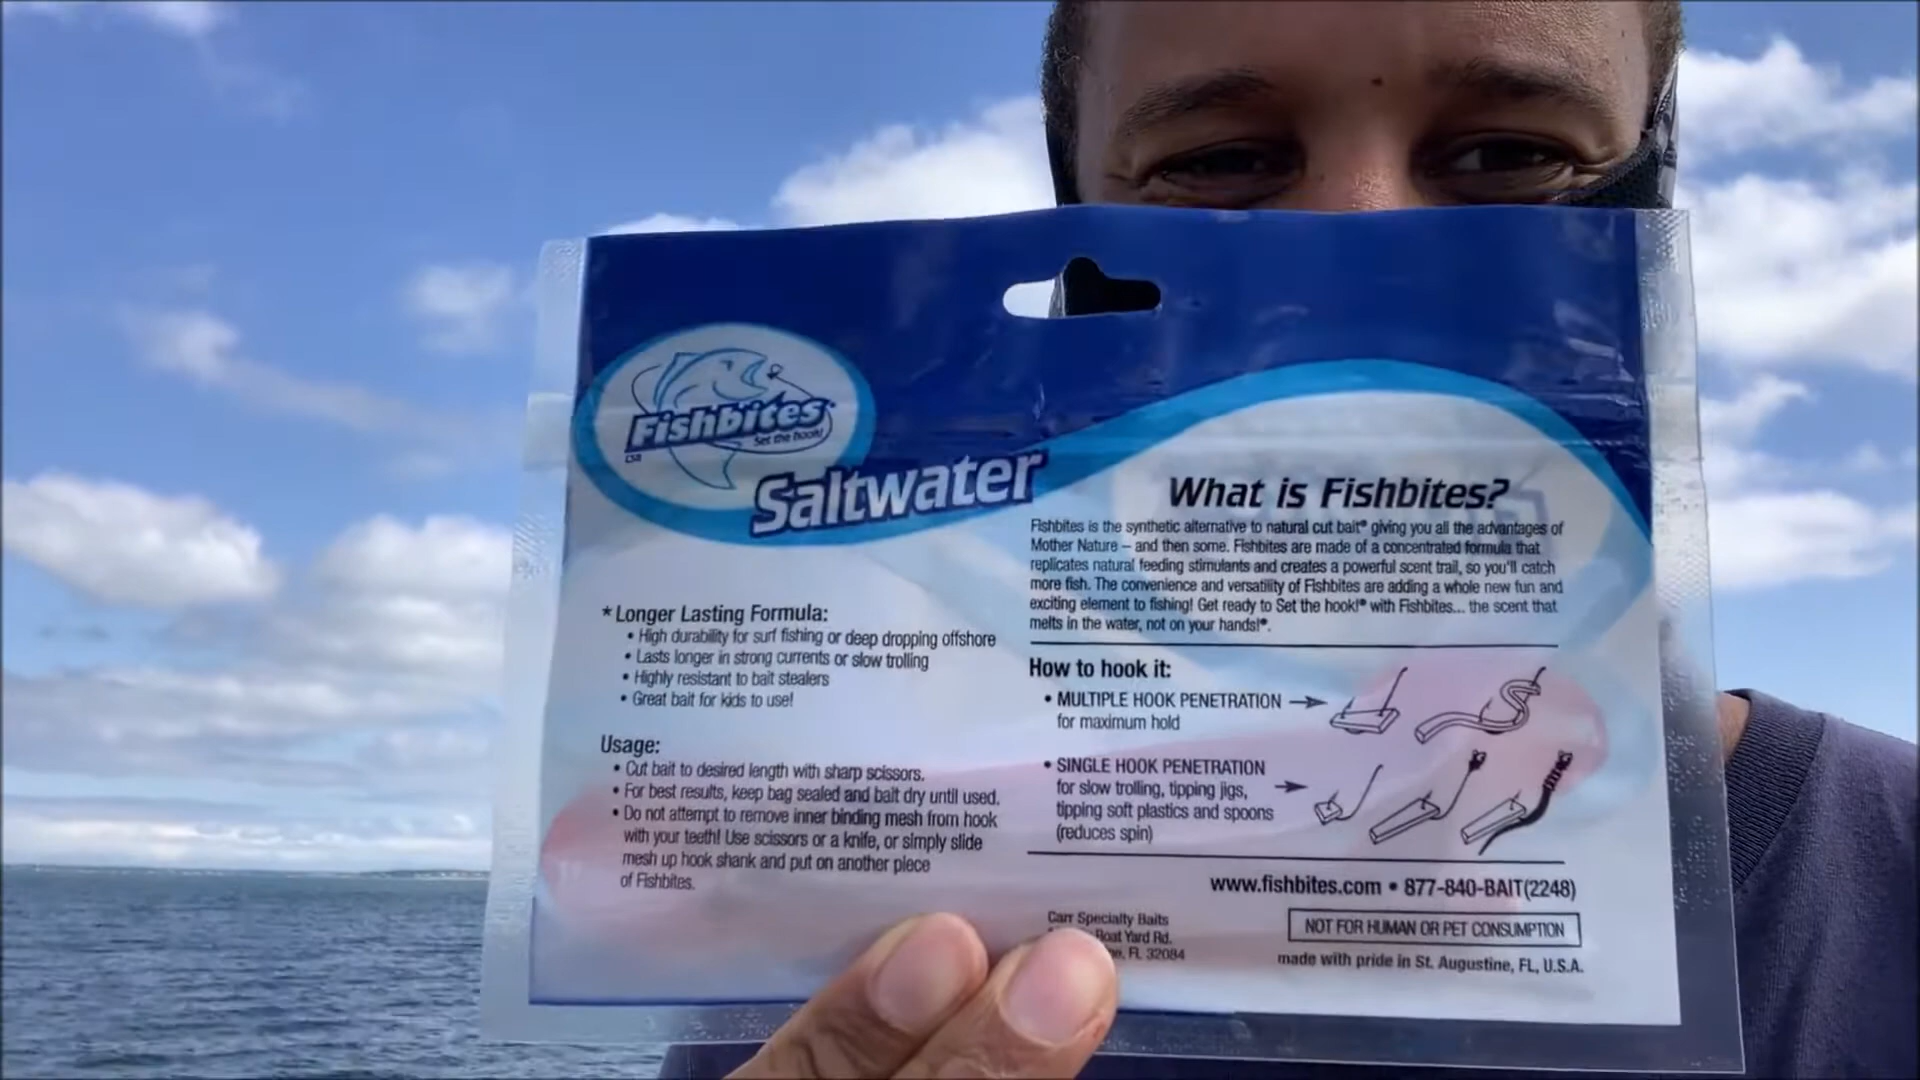 Fishbites
Set the hook!
Saltwater
* Longer Lasting Formula:
• High durability for surf fishing or deep dropping offshore
• Lasts longer in strong currents or slow trolling
• Highly resistant to bait stealers
• Great bait for kids to use!
Usage:
• Cut bait to desired length with sharp scissors.
• For best results, keep bag sealed and bait dry until used.
• Do not attempt to remove inner binding mesh from hook
with your teeth! Use scissors or a knife, or simply slide
mesh up hook shank and put on another piece
of Fishbites.
What is Fishbites?
Fishbites is the synthetic alternative to natural cut bait® giving you all the advantages of
Mother Nature – and then some. Fishbites are made of a concentrated formula that
replicates natural feeding stimulants and creates a powerful scent trail, so you'll catch
more fish. The convenience and versatility of Fishbites are adding a whole new fun and
exciting element to fishing! Get ready to Set the hook!® with Fishbites... the scent that
melts in the water, not on your hands!®.
How to hook it:
• MULTIPLE HOOK PENETRATION
for maximum hold
• SINGLE HOOK PENETRATION
for slow trolling, tipping jigs,
tipping soft plastics and spoons
(reduces spin)
www.fishbites.com • 877-840-BAIT(2248)
Carr Specialty Baits
Boat Yard Rd.
FL 32084
NOT FOR HUMAN OR PET CONSUMPTION
made with pride in St. Augustine, FL, U.S.A.